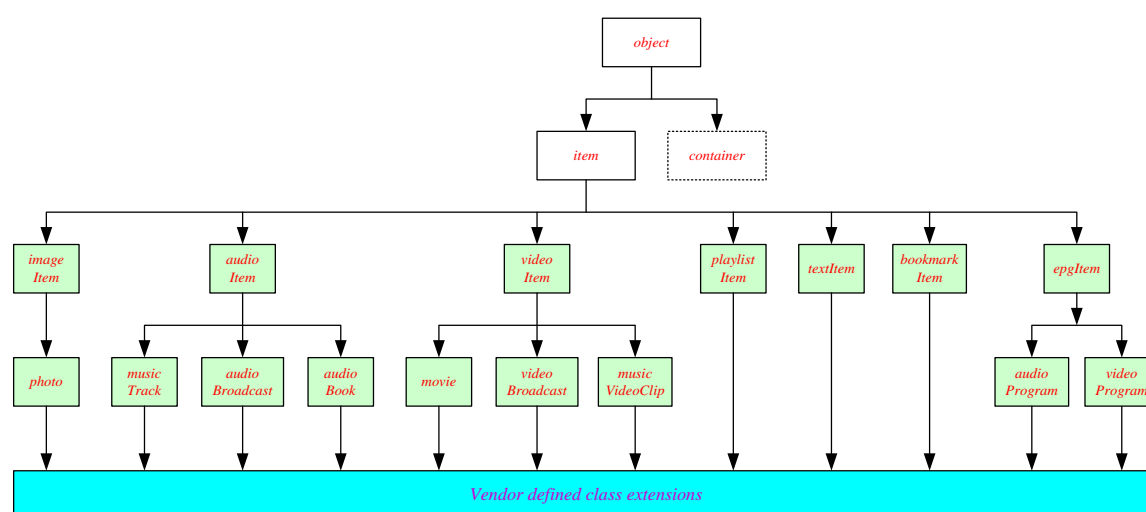 object
item
container
image
Item
audio
Item
video
Item
playlist
Item
textItem
bookmark
Item
epgItem
photo
music
Track
audio
Broadcast
audio
Book
movie
video
Broadcast
music
VideoClip
audio
Program
video
Program
Vendor defined class extensions